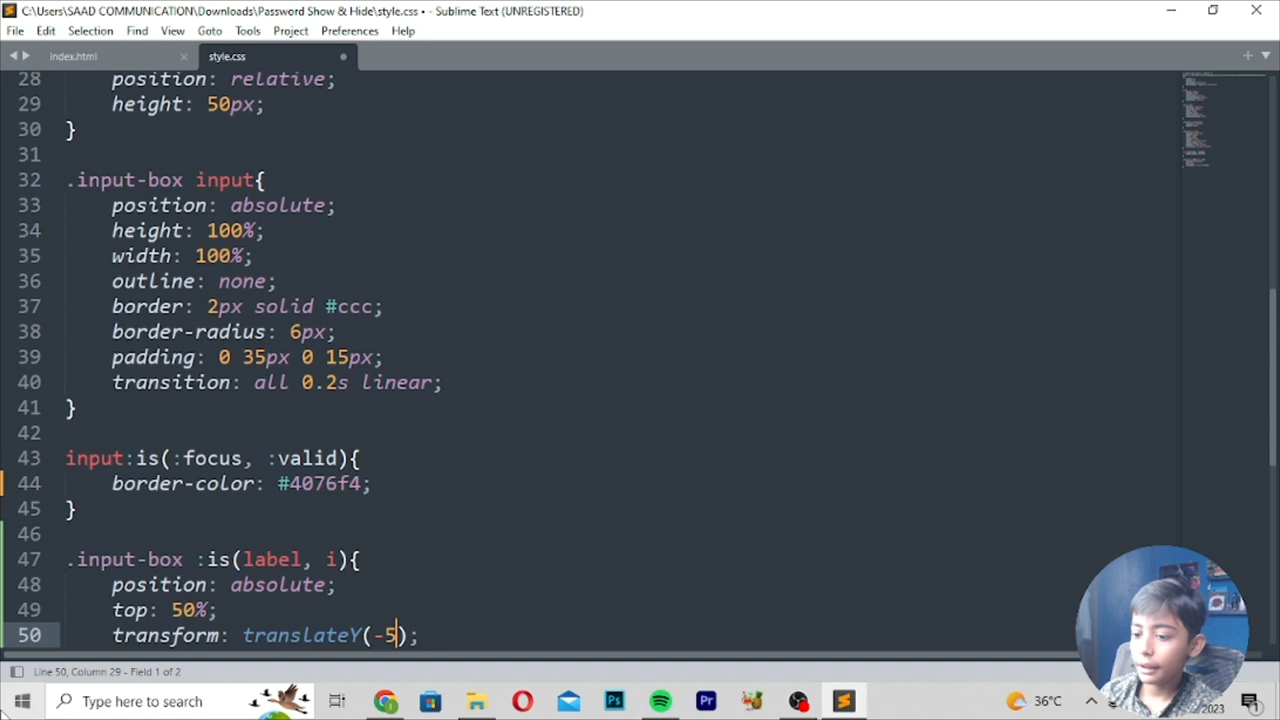 C:\Users\SAAD COMMUNICATION\Downloads\Password Show & Hide\style.css • - Sublime Text (UNREGISTERED)
File Edit Selection Find View Goto Tools Project Preferences Help
index.html style.css
28 position: relative;
29 height: 50px;
30 }
31
32 .input-box input{
33 position: absolute;
34 height: 100%;
35 width: 100%;
36 outline: none;
37 border: 2px solid #ccc;
38 border-radius: 6px;
39 padding: 0 35px 0 15px;
40 transition: all 0.2s linear;
41 }
42
43 input:is(:focus, :valid){
44 border-color: #4076f4;
45 }
46
47 .input-box :is(label, i){
48 position: absolute;
49 top: 50%;
50 transform: translateY(-5);
Line 50, Column 29 - Field 1 of 2
Type here to search
Ps
Pr
36°C
2023